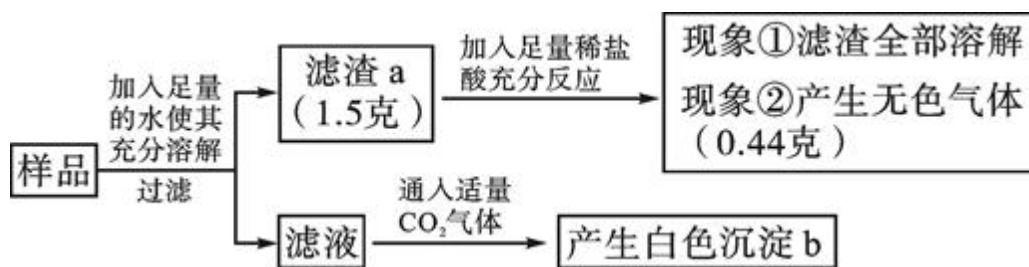 样品
加入足量
的水使其
充分溶解
过滤
滤渣 a
（1.5克）
加入足量稀盐
酸充分反应
现象①滤渣全部溶解
现象②产生无色气体
（0.44克）
滤液
通入适量
CO₂气体
产生白色沉淀 b